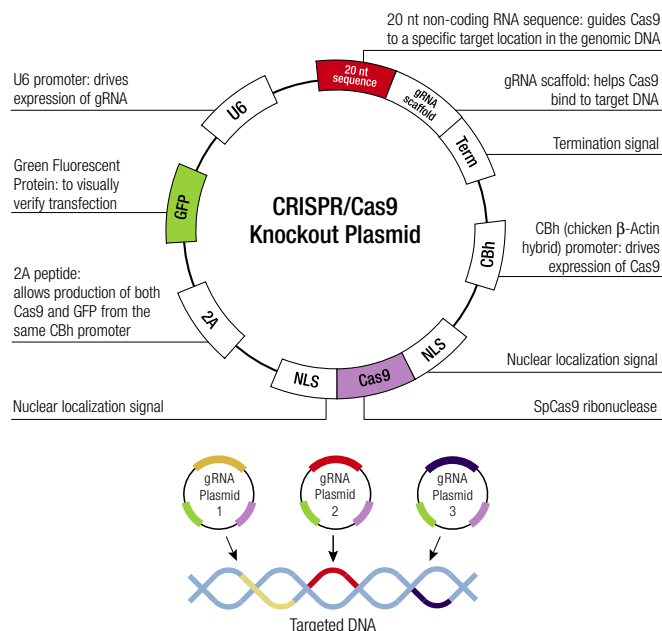 20 nt non-coding RNA sequence: guides Cas9
to a specific target location in the genomic DNA
U6 promoter: drives
expression of gRNA
gRNA scaffold: helps Cas9
bind to target DNA
Termination signal
Green Fluorescent
Protein: to visually
verify transfection
CBh (chicken β-Actin
hybrid) promoter: drives
expression of Cas9
2A peptide:
allows production of both
Cas9 and GFP from the
same CBh promoter
Nuclear localization signal
Nuclear localization signal
SpCas9 ribonuclease
20 nt
sequence
gRNA
scaffold
Term
CBh
NLS
Cas9
NLS
2A
GFP
U6
CRISPR/Cas9
Knockout Plasmid
gRNA
Plasmid
1
gRNA
Plasmid
2
gRNA
Plasmid
3
Targeted DNA